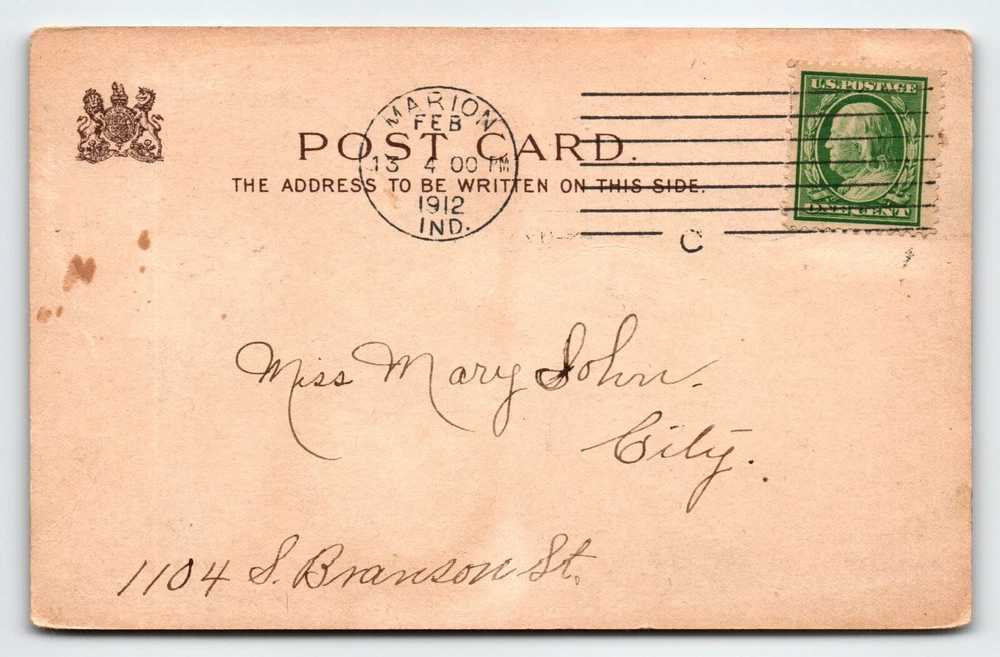 MARION
FEB
13 4 00 PM
1912
IND.
C
U.S. POSTAGE
ONE CENT
POST CARD.
THE ADDRESS TO BE WRITTEN ON THIS SIDE.
Miss Mary John.
City.
1104 S. Branson St.